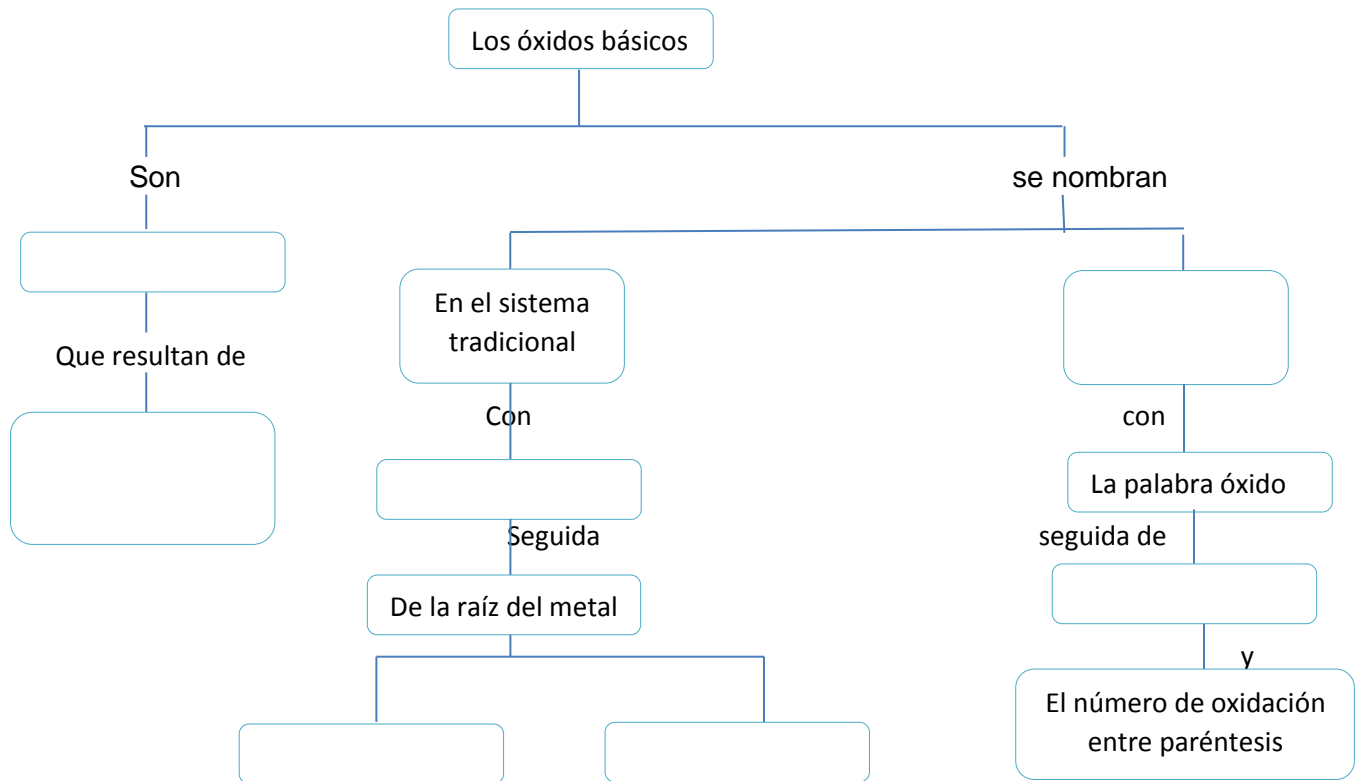 Los óxidos básicos
Son
se nombran
En el sistema
tradicional
Que resultan de
Con
con
La palabra óxido
Seguida
seguida de
De la raíz del metal
y
El número de oxidación
entre paréntesis